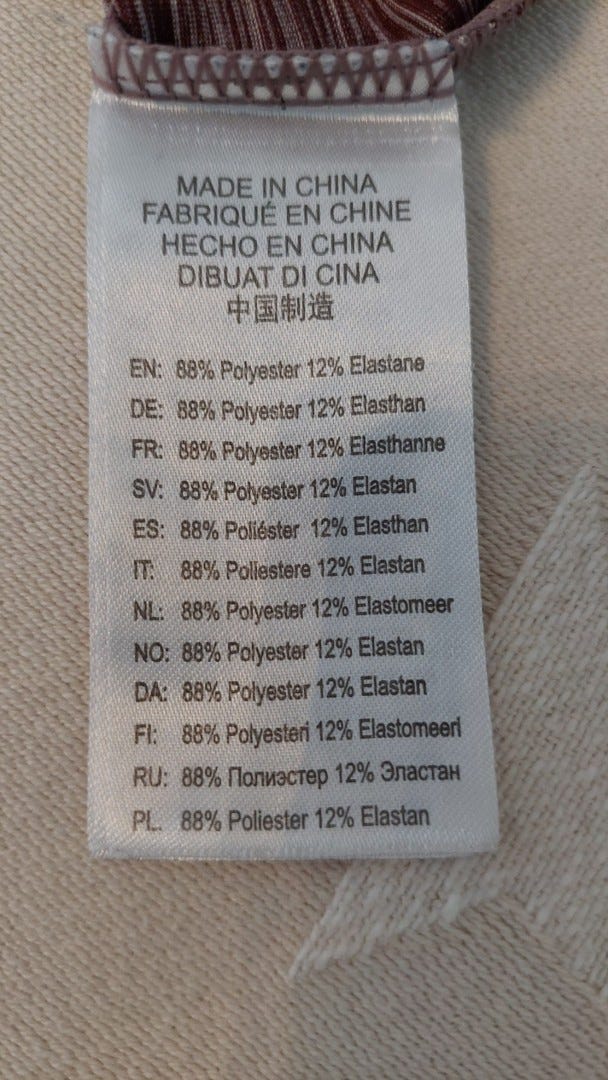 MADE IN CHINA
FABRIQUÉ EN CHINE
HECHO EN CHINA
DIBUAT DI CINA
中国制造
EN: 88% Polyester 12% Elastane
DE: 88% Polyester 12% Elasthan
FR: 88% Polyester 12% Elasthanne
SV: 88% Polyester 12% Elastan
ES: 88% Poliéster 12% Elasthan
IT: 88% Poliestere 12% Elastan
NL: 88% Polyester 12% Elastomeer
NO: 88% Polyester 12% Elastan
DA: 88% Polyester 12% Elastan
FI: 88% Polyesteri 12% Elastomeeri
RU: 88% Полиэстер 12% Эластан
PL: 88% Poliester 12% Elastan